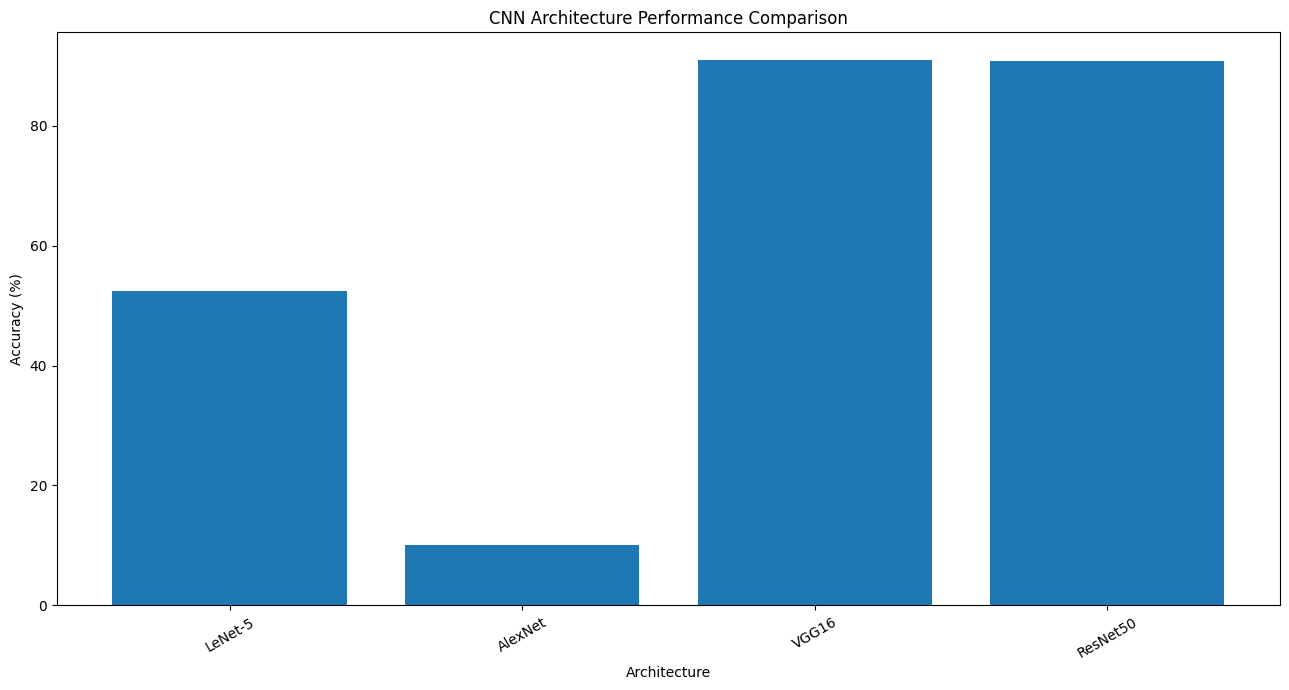 CNN Architecture Performance Comparison
Accuracy (%)
80
60
40
20
0
LeNet-5
AlexNet
VGG16
ResNet50
Architecture